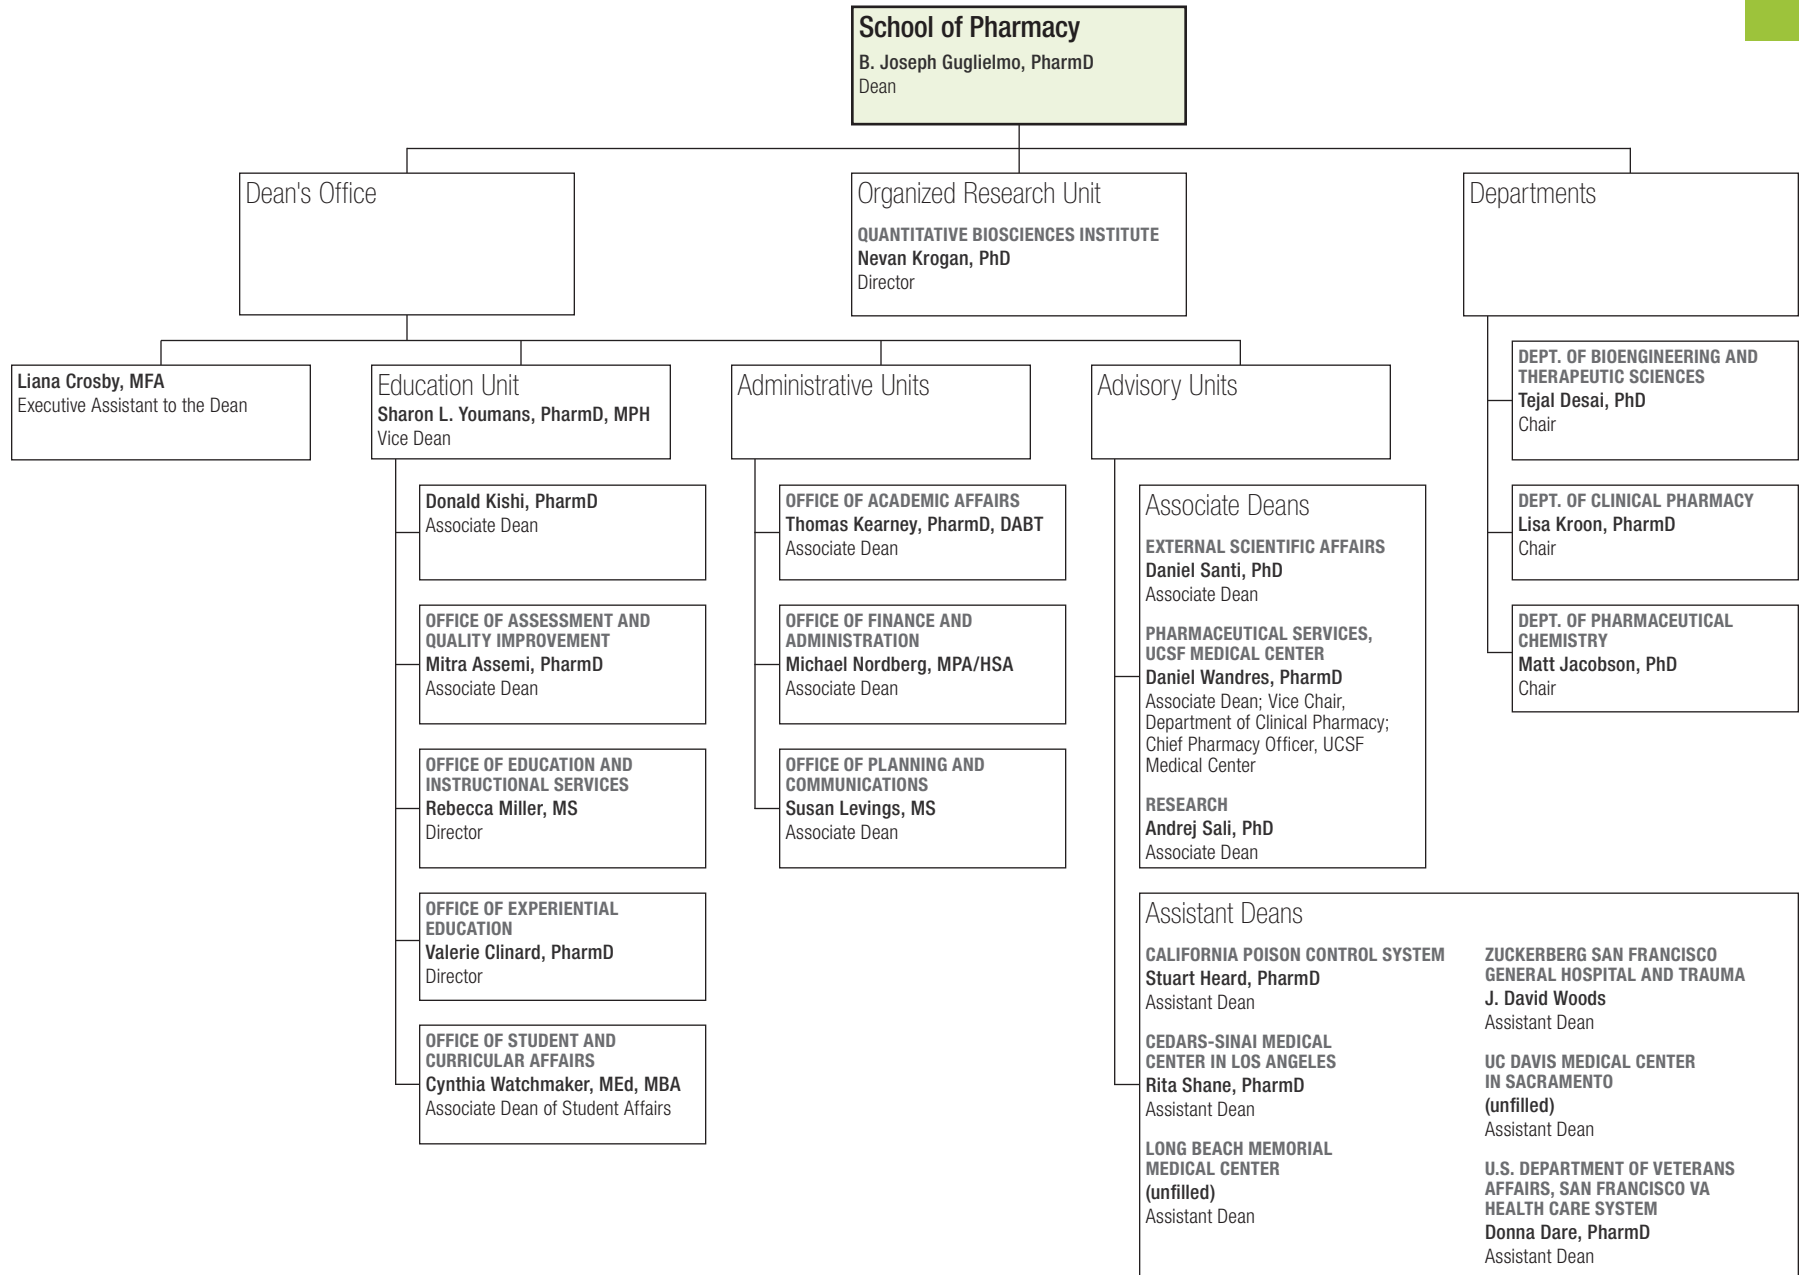 School of Pharmacy
B. Joseph Guglielmo, PharmD
Dean
Dean's Office
Organized Research Unit
QUANTITATIVE BIOSCIENCES INSTITUTE
Nevan Krogan, PhD
Director
Departments
Liana Crosby, MFA
Executive Assistant to the Dean
Education Unit
Sharon L. Youmans, PharmD, MPH
Vice Dean
Donald Kishi, PharmD
Associate Dean
OFFICE OF ASSESSMENT AND
QUALITY IMPROVEMENT
Mitra Assemi, PharmD
Associate Dean
OFFICE OF EDUCATION AND
INSTRUCTIONAL SERVICES
Rebecca Miller, MS
Director
OFFICE OF EXPERIENTIAL
EDUCATION
Valerie Clinard, PharmD
Director
OFFICE OF STUDENT AND
CURRICULAR AFFAIRS
Cynthia Watchmaker, MEd, MBA
Associate Dean of Student Affairs
Administrative Units
OFFICE OF ACADEMIC AFFAIRS
Thomas Kearney, PharmD, DABT
Associate Dean
OFFICE OF FINANCE AND
ADMINISTRATION
Michael Nordberg, MPA/HSA
Associate Dean
OFFICE OF PLANNING AND
COMMUNICATIONS
Susan Levings, MS
Associate Dean
Advisory Units
Associate Deans
EXTERNAL SCIENTIFIC AFFAIRS
Daniel Santi, PhD
Associate Dean
PHARMACEUTICAL SERVICES,
UCSF MEDICAL CENTER
Daniel Wandres, PharmD
Associate Dean; Vice Chair,
Department of Clinical Pharmacy;
Chief Pharmacy Officer, UCSF
Medical Center
RESEARCH
Andrej Sali, PhD
Associate Dean
Assistant Deans
CALIFORNIA POISON CONTROL SYSTEM
Stuart Heard, PharmD
Assistant Dean
CEDARS-SINAI MEDICAL
CENTER IN LOS ANGELES
Rita Shane, PharmD
Assistant Dean
LONG BEACH MEMORIAL
MEDICAL CENTER
(unfilled)
Assistant Dean
ZUCKERBERG SAN FRANCISCO
GENERAL HOSPITAL AND TRAUMA
J. David Woods
Assistant Dean
UC DAVIS MEDICAL CENTER
IN SACRAMENTO
(unfilled)
Assistant Dean
U.S. DEPARTMENT OF VETERANS
AFFAIRS, SAN FRANCISCO VA
HEALTH CARE SYSTEM
Donna Dare, PharmD
Assistant Dean
DEPT. OF BIOENGINEERING AND
THERAPEUTIC SCIENCES
Tejal Desai, PhD
Chair
DEPT. OF CLINICAL PHARMACY
Lisa Kroon, PharmD
Chair
DEPT. OF PHARMACEUTICAL
CHEMISTRY
Matt Jacobson, PhD
Chair